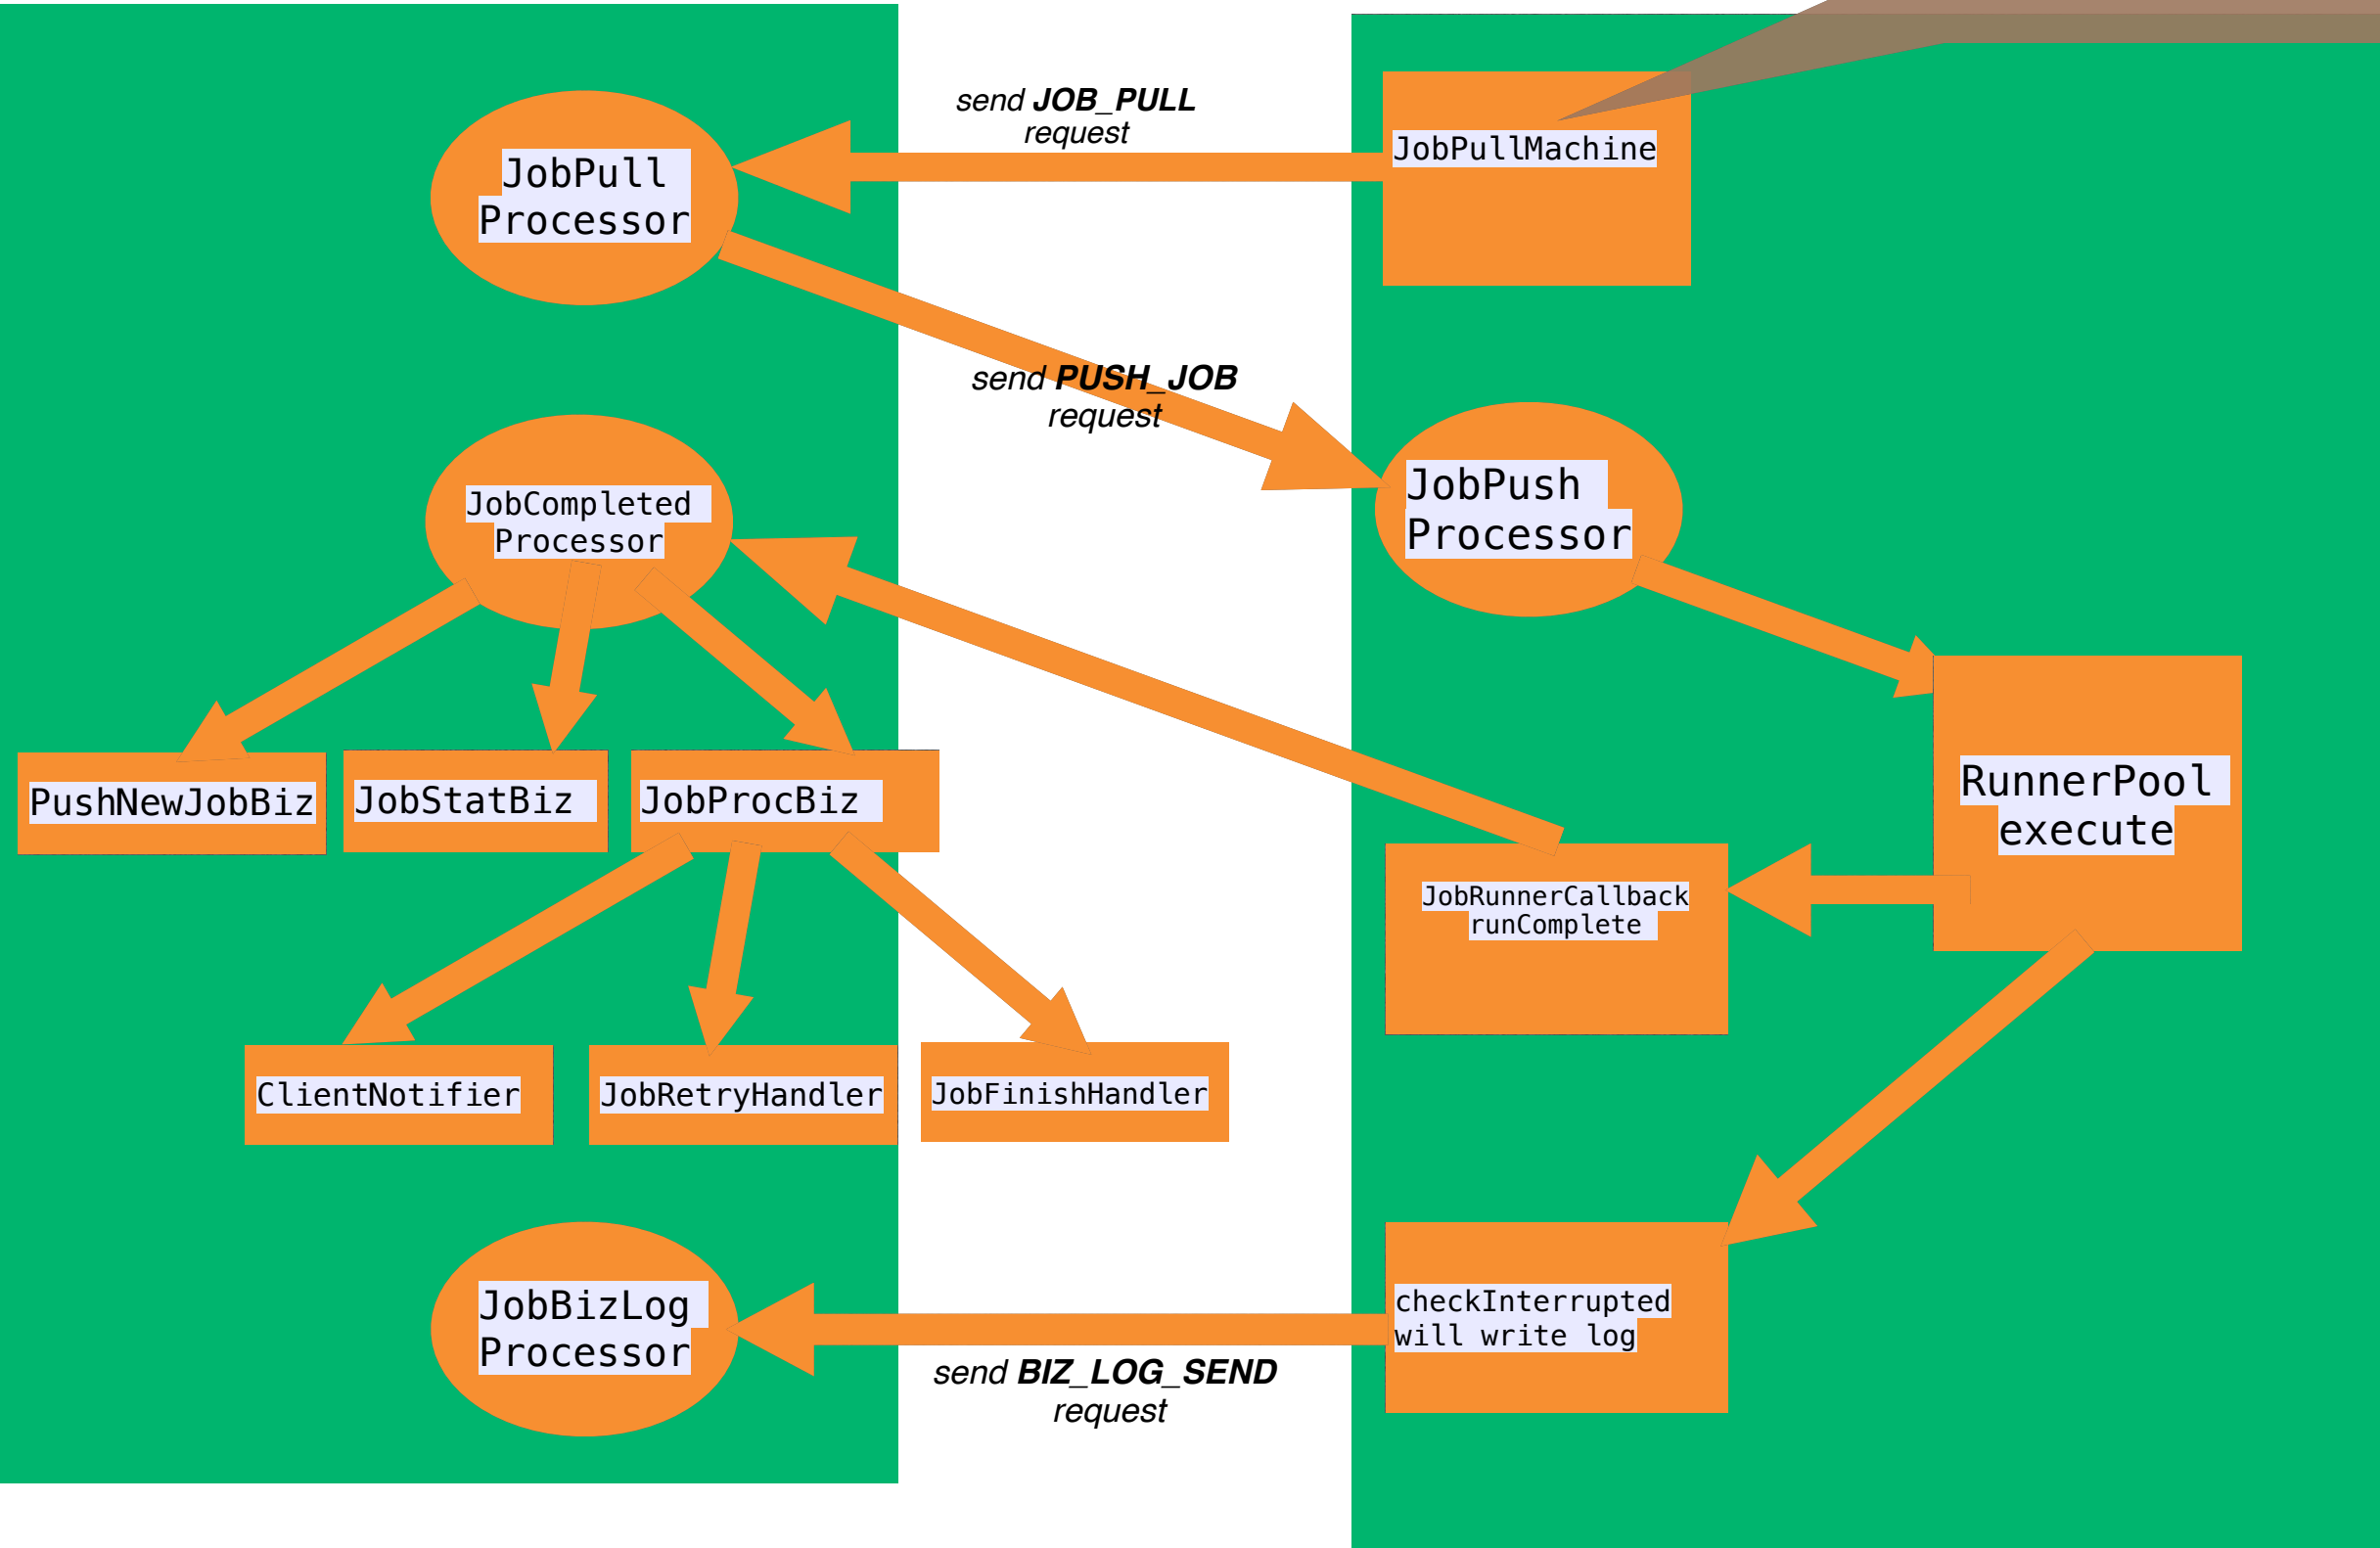 send JOB_PULL
request
JobPullMachine
JobPull
Processor
send PUSH_JOB
request
JobPush
Processor
JobCompleted
Processor
PushNewJobBiz
JobStatBiz
JobProcBiz
RunnerPool
execute
JobRunnerCallback
runComplete
ClientNotifier
JobRetryHandler
JobFinishHandler
JobBizLog
Processor
checkInterrupted
will write log
send BIZ_LOG_SEND
request